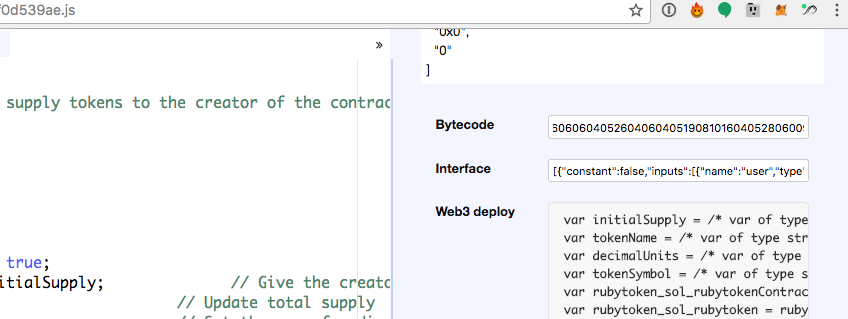 f0d539ae.js
»
supply tokens to the creator of the contrac
true;
itialSupply; // Give the creato
// Update total supply
"0x0",
"0"
]
Bytecode 6060604052604060405190810160405280600
Interface [{"constant":false,"inputs":[{"name":"user","type"
Web3 deploy
var initialSupply = /* var of type
var tokenName = /* var of type str
var decimalUnits = /* var of type
var tokenSymbol = /* var of type s
var rubytoken_sol_rubytokenContrac
var rubytoken_sol_rubytoken = ruby